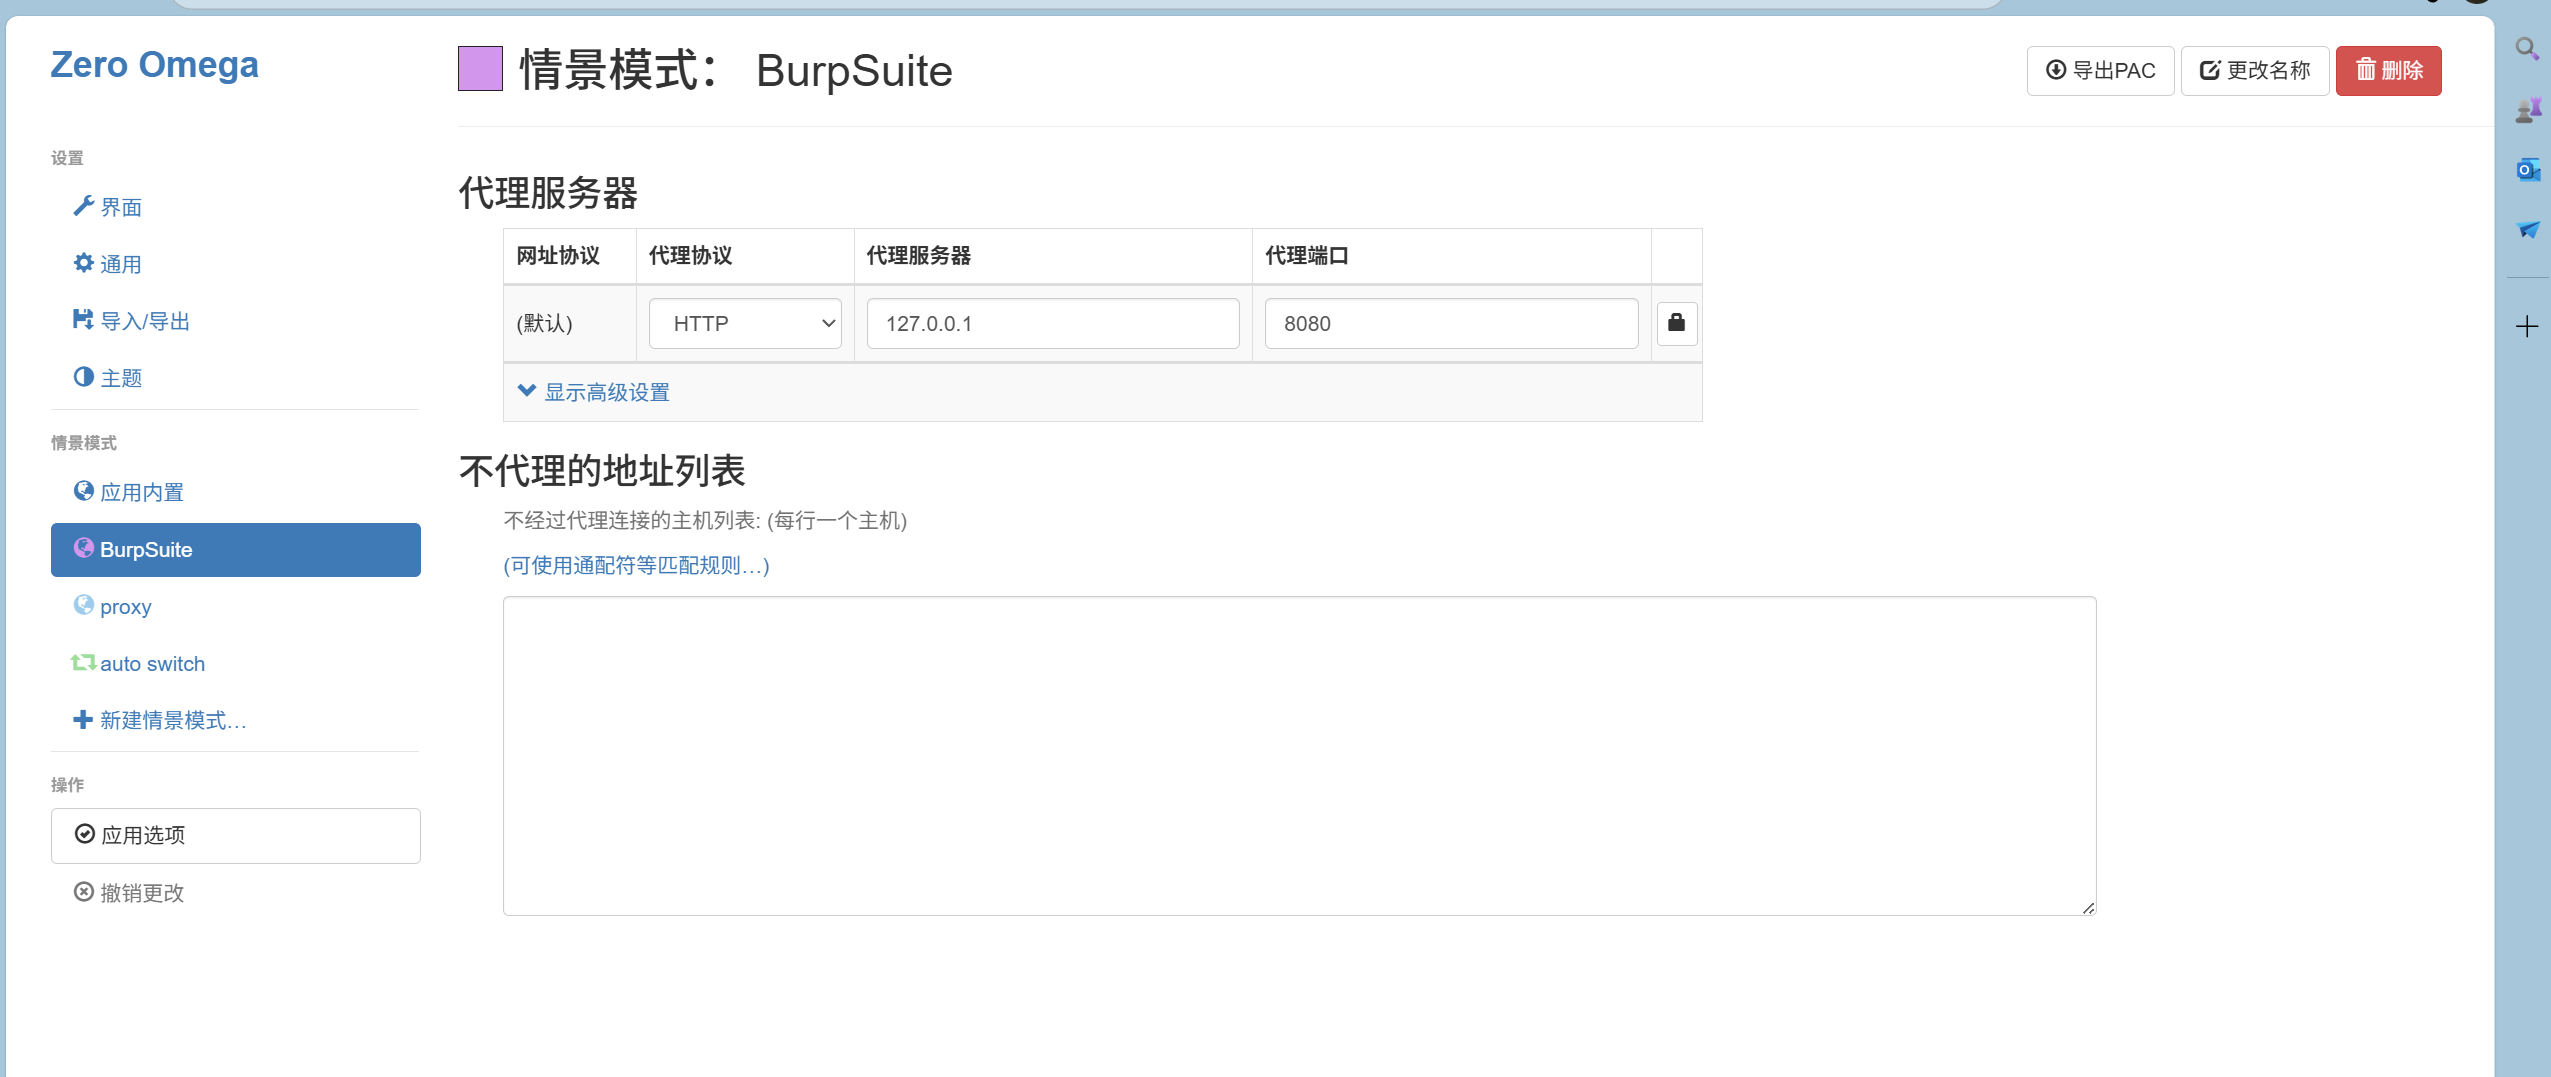 Zero Omega
设置
界面
通用
导入/导出
主题
情景模式
应用内置
BurpSuite
proxy
auto switch
新建情景模式…
操作
应用选项
撤销更改
情景模式： BurpSuite
导出PAC 更改名称 删除
代理服务器
网址协议 代理协议 代理服务器 代理端口
(默认) HTTP 127.0.0.1 8080
显示高级设置
不代理的地址列表
不经过代理连接的主机列表: (每行一个主机)
(可使用通配符等匹配规则…)